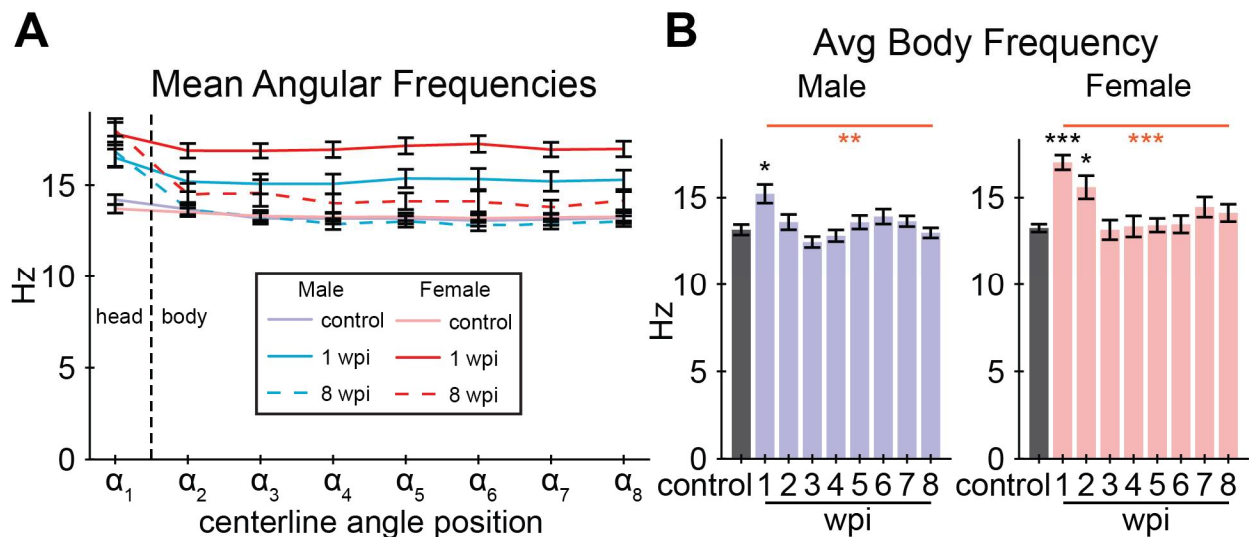 A
Mean Angular Frequencies
Hz
15
10
5
0
head body
Male Female
control control
1 wpi 1 wpi
8 wpi 8 wpi
α1 α2 α3 α4 α5 α6 α7 α8
centerline angle position
B
Avg Body Frequency
Male
**
*
Hz
15
10
5
0
control 1 2 3 4 5 6 7 8
wpi
Female
***
***
*
15
10
5
0
control 1 2 3 4 5 6 7 8
wpi